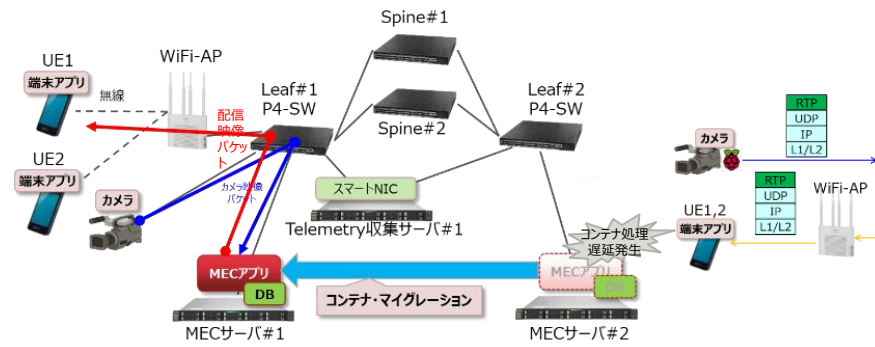 Spine#1
UE1
WiFi-AP
端末アプリ
無線
Leaf#1
P4-SW
Leaf#2
P4-SW
配信
映像
パケッ
ト
Spine#2
UE2
端末アプリ
カメラ
カメラ映像
パケット
スマートNIC
Telemetry収集サーバ#1
コンテナ処理
遅延発生
MECアプリ
DB
コンテナ・マイグレーション
MECアプリ
DB
MECサーバ#1
MECサーバ#2
カメラ
RTP
UDP
IP
L1/L2
RTP
UDP
IP
L1/L2
UE1,2
端末アプリ
WiFi-AP